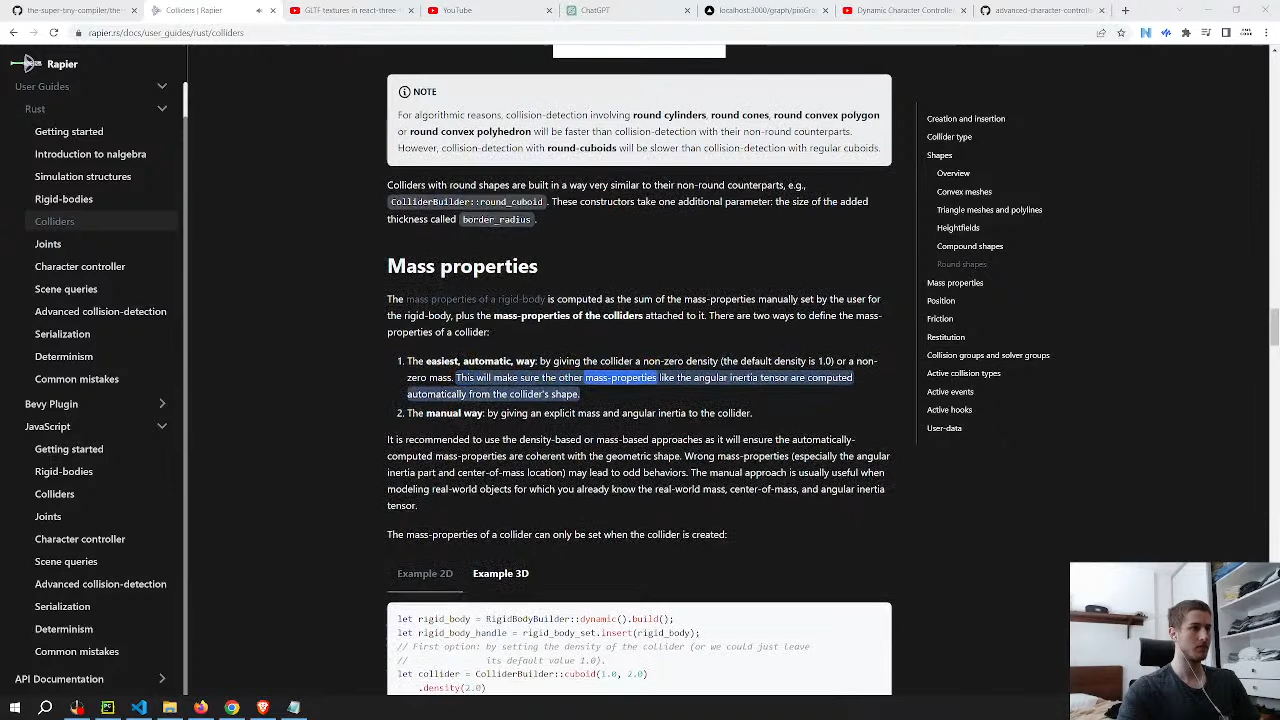 the-super-tiny-compiler/the-
Colliders | Rapier
GLTF textures in react-three
YouTube
ChatGPT
localhost:3000/graph/pixiGro
Dynamic Character Controlle
advanced-character-controll
rapier.rs/docs/user_guides/rust/colliders
Rapier
User Guides
Rust
Getting started
Introduction to nalgebra
Simulation structures
Rigid-bodies
Colliders
Joints
Character controller
Scene queries
Advanced collision-detection
Serialization
Determinism
Common mistakes
Bevy Plugin
JavaScript
Getting started
Rigid-bodies
Colliders
Joints
Character controller
Scene queries
Advanced collision-detection
Serialization
Determinism
Common mistakes
API Documentation
NOTE
For algorithmic reasons, collision-detection involving round cylinders, round cones, round convex polygon
or round convex polyhedron will be faster than collision-detection with their non-round counterparts.
However, collision-detection with round-cuboids will be slower than collision-detection with regular cuboids.
Colliders with round shapes are built in a way very similar to their non-round counterparts, e.g.,
ColliderBuilder::round_cuboid. These constructors take one additional parameter: the size of the added
thickness called border_radius.
Mass properties
The mass properties of a rigid-body is computed as the sum of the mass-properties manually set by the user for
the rigid-body, plus the mass-properties of the colliders attached to it. There are two ways to define the mass-
properties of a collider:
1. The easiest, automatic, way: by giving the collider a non-zero density (the default density is 1.0) or a non-
zero mass. This will make sure the other mass-properties like the angular inertia tensor are computed
automatically from the collider's shape.
2. The manual way: by giving an explicit mass and angular inertia to the collider.
It is recommended to use the density-based or mass-based approaches as it will ensure the automatically-
computed mass-properties are coherent with the geometric shape. Wrong mass-properties (especially the angular
inertia part and center-of-mass location) may lead to odd behaviors. The manual approach is usually useful when
modeling real-world objects for which you already know the real-world mass, center-of-mass, and angular inertia
tensor.
The mass-properties of a collider can only be set when the collider is created:
Example 2D
Example 3D
let rigid_body = RigidBodyBuilder::dynamic().build();
let rigid_body_handle = rigid_body_set.insert(rigid_body);
// First option: by setting the density of the collider (or we could just leave
// its default value 1.0).
let collider = ColliderBuilder::cuboid(1.0, 2.0)
.density(2.0)
Creation and insertion
Collider type
Shapes
Overview
Convex meshes
Triangle meshes and polylines
Heightfields
Compound shapes
Round shapes
Mass properties
Position
Friction
Restitution
Collision groups and solver groups
Active collision types
Active events
Active hooks
User-data